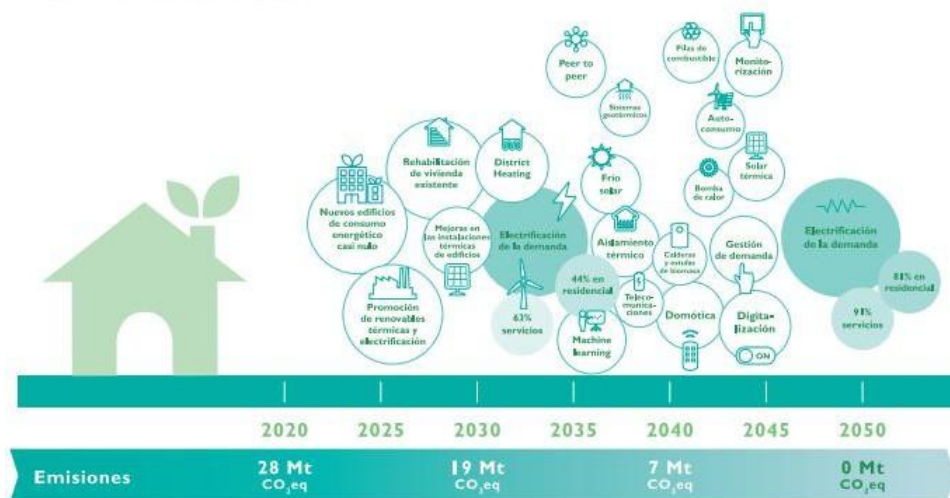 Peer to
peer
Pilas de
combustible
Monito-
rización
Sistemas
geotérmicos
Auto-
consumo
Rehabilitación
de vivienda
existente
District
Heating
Frío
solar
Bomba
de calor
Solar
térmica
Nuevos edificios
de consumo
energético
casi nulo
Mejoras en
las instalaciones
térmicas
de edificios
Electrificación
de la demanda
Aislamiento
térmico
Calderas
y estufas
de biomasa
Gestión
de demanda
Electrificación
de la demanda
44% en
residencial
81% en
residencial
Promoción
de renovables
térmicas y
electrificación
63%
servicios
Telecomu-
nicaciones
Machine
learning
Domótica
Digita-
lización
ON
91%
servicios
2020
2025
2030
2035
2040
2045
2050
Emisiones
28 Mt
CO₂eq
19 Mt
CO₂eq
7 Mt
CO₂eq
0 Mt
CO₂eq